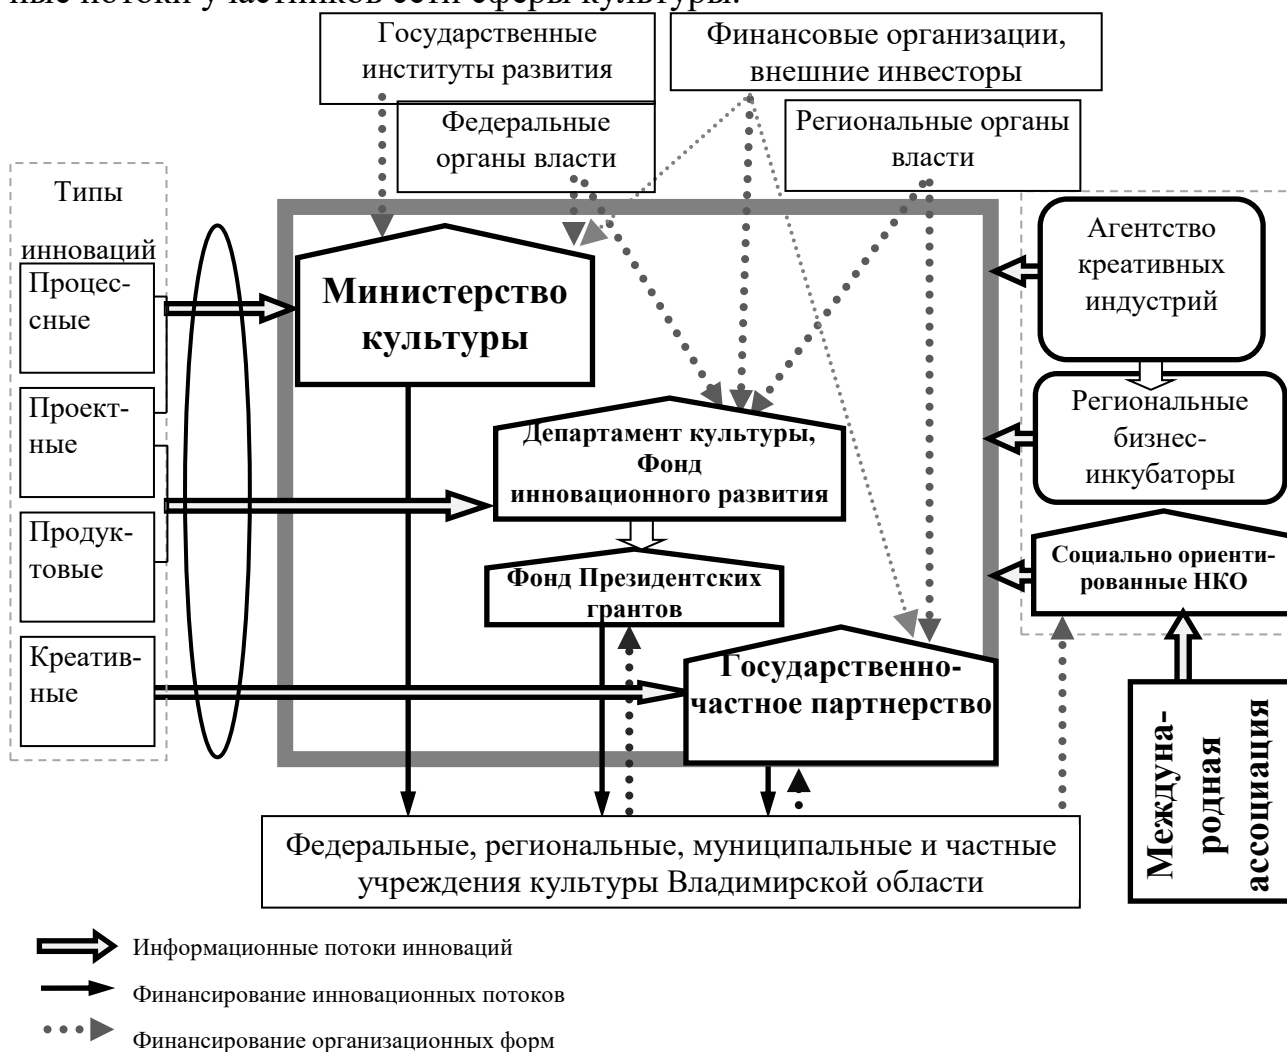 ные потоки участников сети сферы культуры.
Государственные
институты развития
Финансовые организации,
внешние инвесторы
Федеральные
органы власти
Региональные органы
власти
Типы
инноваций
Процес-
сные
Проект-
ные
Продук-
товые
Креатив-
ные
Министерство
культуры
Департамент культуры,
Фонд
инновационного развития
Фонд Президентских
грантов
Государственно-
частное партнерство
Агентство
креативных
индустрий
Региональные
бизнес-
инкубаторы
Социально ориенти-
рованные НКО
Междуна-
родная
ассоциация
Федеральные, региональные, муниципальные и частные
учреждения культуры Владимирской области
Информационные потоки инноваций
Финансирование инновационных потоков
Финансирование организационных форм